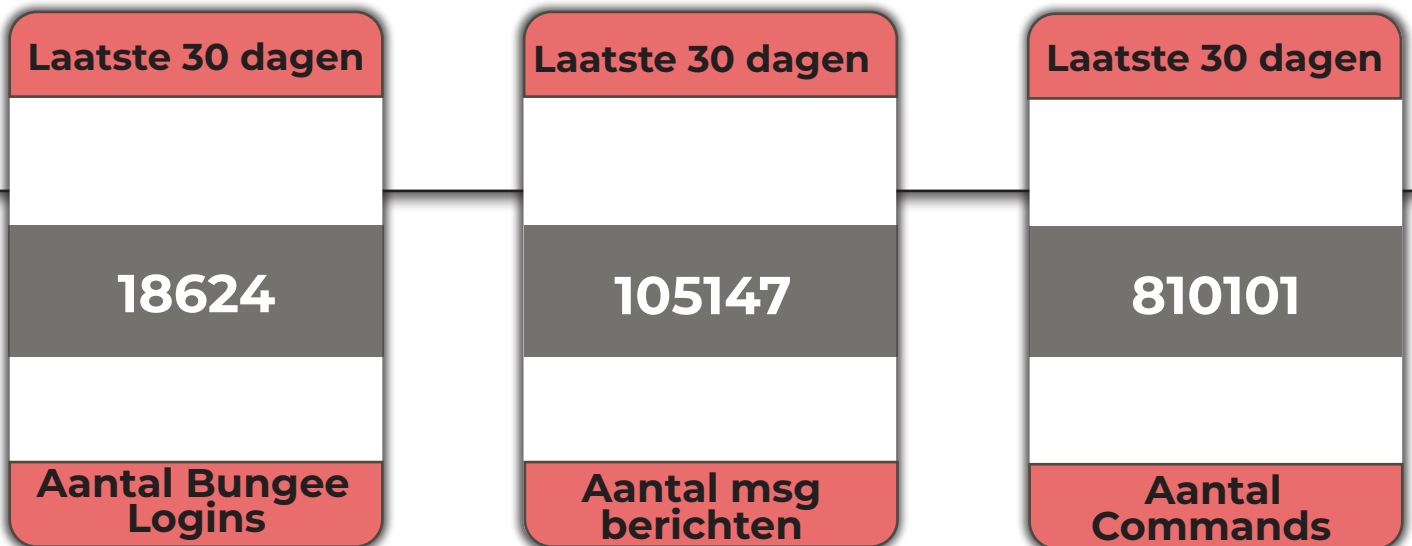 Laatste 30 dagen
18624
Aantal Bungee
Logins
Laatste 30 dagen
105147
Aantal msg
berichten
Laatste 30 dagen
810101
Aantal
Commands